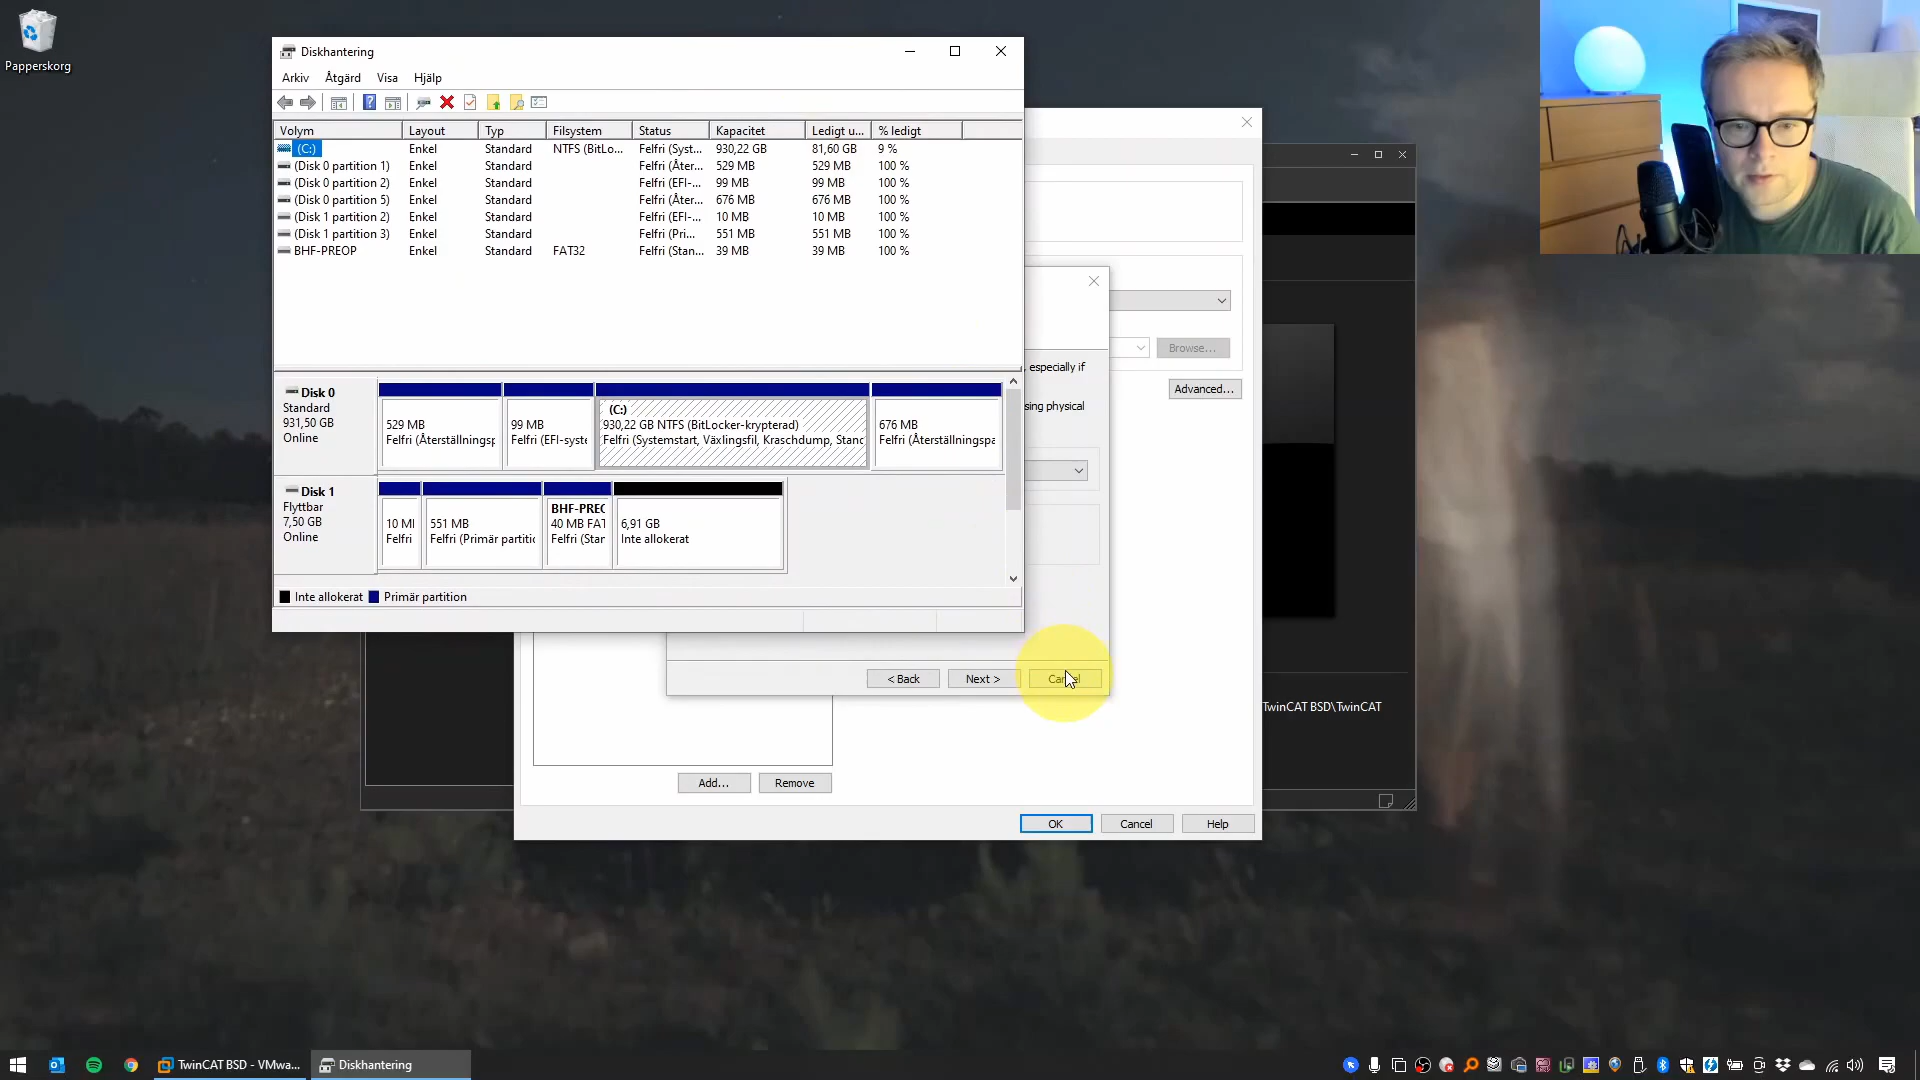 Papperskorg
Diskhantering
Arkiv Åtgärd Visa Hjälp
Volym Layout Typ Filsystem Status Kapacitet Ledigt u... % ledigt
(C:) Enkel Standard NTFS (BitLo... Felfri (Syst... 930,22 GB 81,60 GB 9 %
(Disk 0 partition 1) Enkel Standard Felfri (Åter... 529 MB 529 MB 100 %
(Disk 0 partition 2) Enkel Standard Felfri (EFI-... 99 MB 99 MB 100 %
(Disk 0 partition 5) Enkel Standard Felfri (Åter... 676 MB 676 MB 100 %
(Disk 1 partition 2) Enkel Standard Felfri (EFI-... 10 MB 10 MB 100 %
(Disk 1 partition 3) Enkel Standard Felfri (Pri... 551 MB 551 MB 100 %
BHF-PREOP Enkel Standard FAT32 Felfri (Stan... 39 MB 39 MB 100 %
Browse...
, especially if
Advanced...
sing physical
Disk 0
Standard
931,50 GB
Online
529 MB
Felfri (Återställningsp
99 MB
Felfri (EFI-syste
(C:)
930,22 GB NTFS (BitLocker-krypterad)
Felfri (Systemstart, Växlingsfil, Kraschdump, Stanc
676 MB
Felfri (Återställningspa
Disk 1
Flyttbar
7,50 GB
Online
10 MI
Felfri
551 MB
Felfri (Primär partitic
BHF-PREC
40 MB FAT
Felfri (Star
6,91 GB
Inte allokerat
Inte allokerat Primär partition
< Back Next > Cancel
TwinCAT BSD\TwinCAT
Add... Remove
OK Cancel Help
TwinCAT BSD - VMwa...
Diskhantering